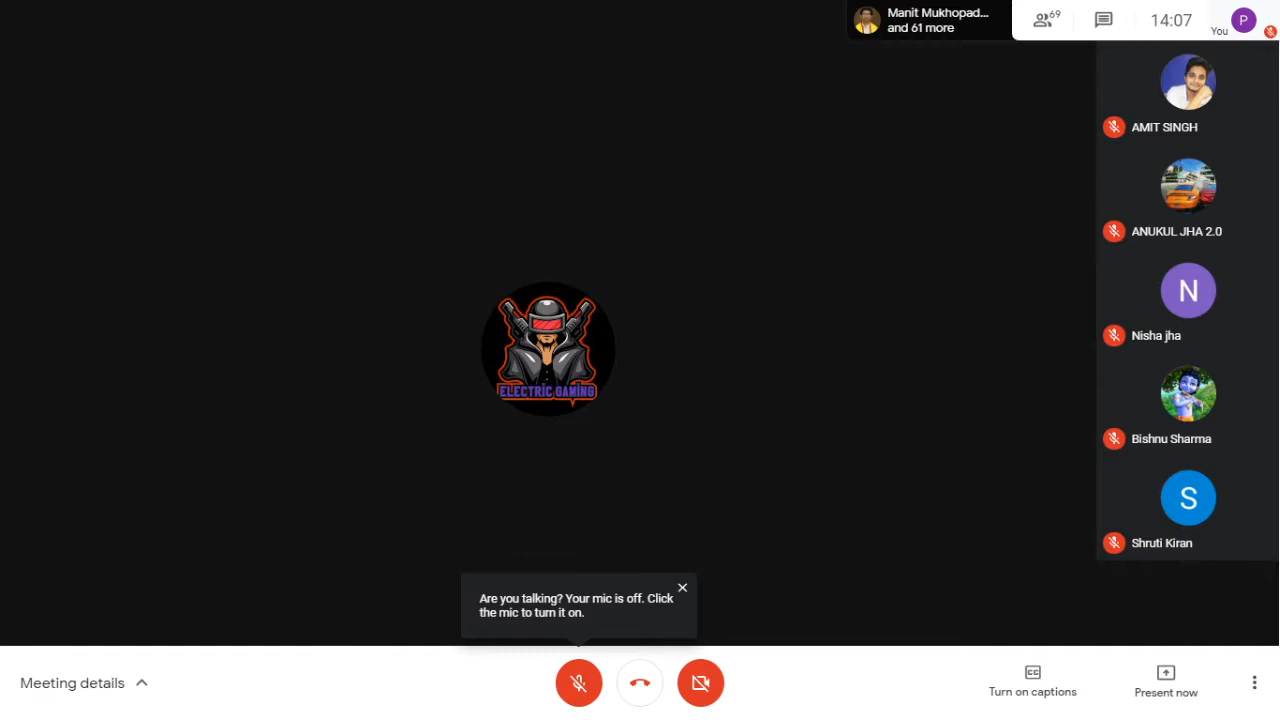 Manit Mukhopad...
and 61 more
69
14:07
You
P
AMIT SINGH
ANUKUL JHA 2.0
N
Nisha jha
Bishnu Sharma
S
Shruti Kiran
ELECTRIC GAMING
Are you talking? Your mic is off. Click
the mic to turn it on.
Meeting details
CC
Turn on captions
Present now